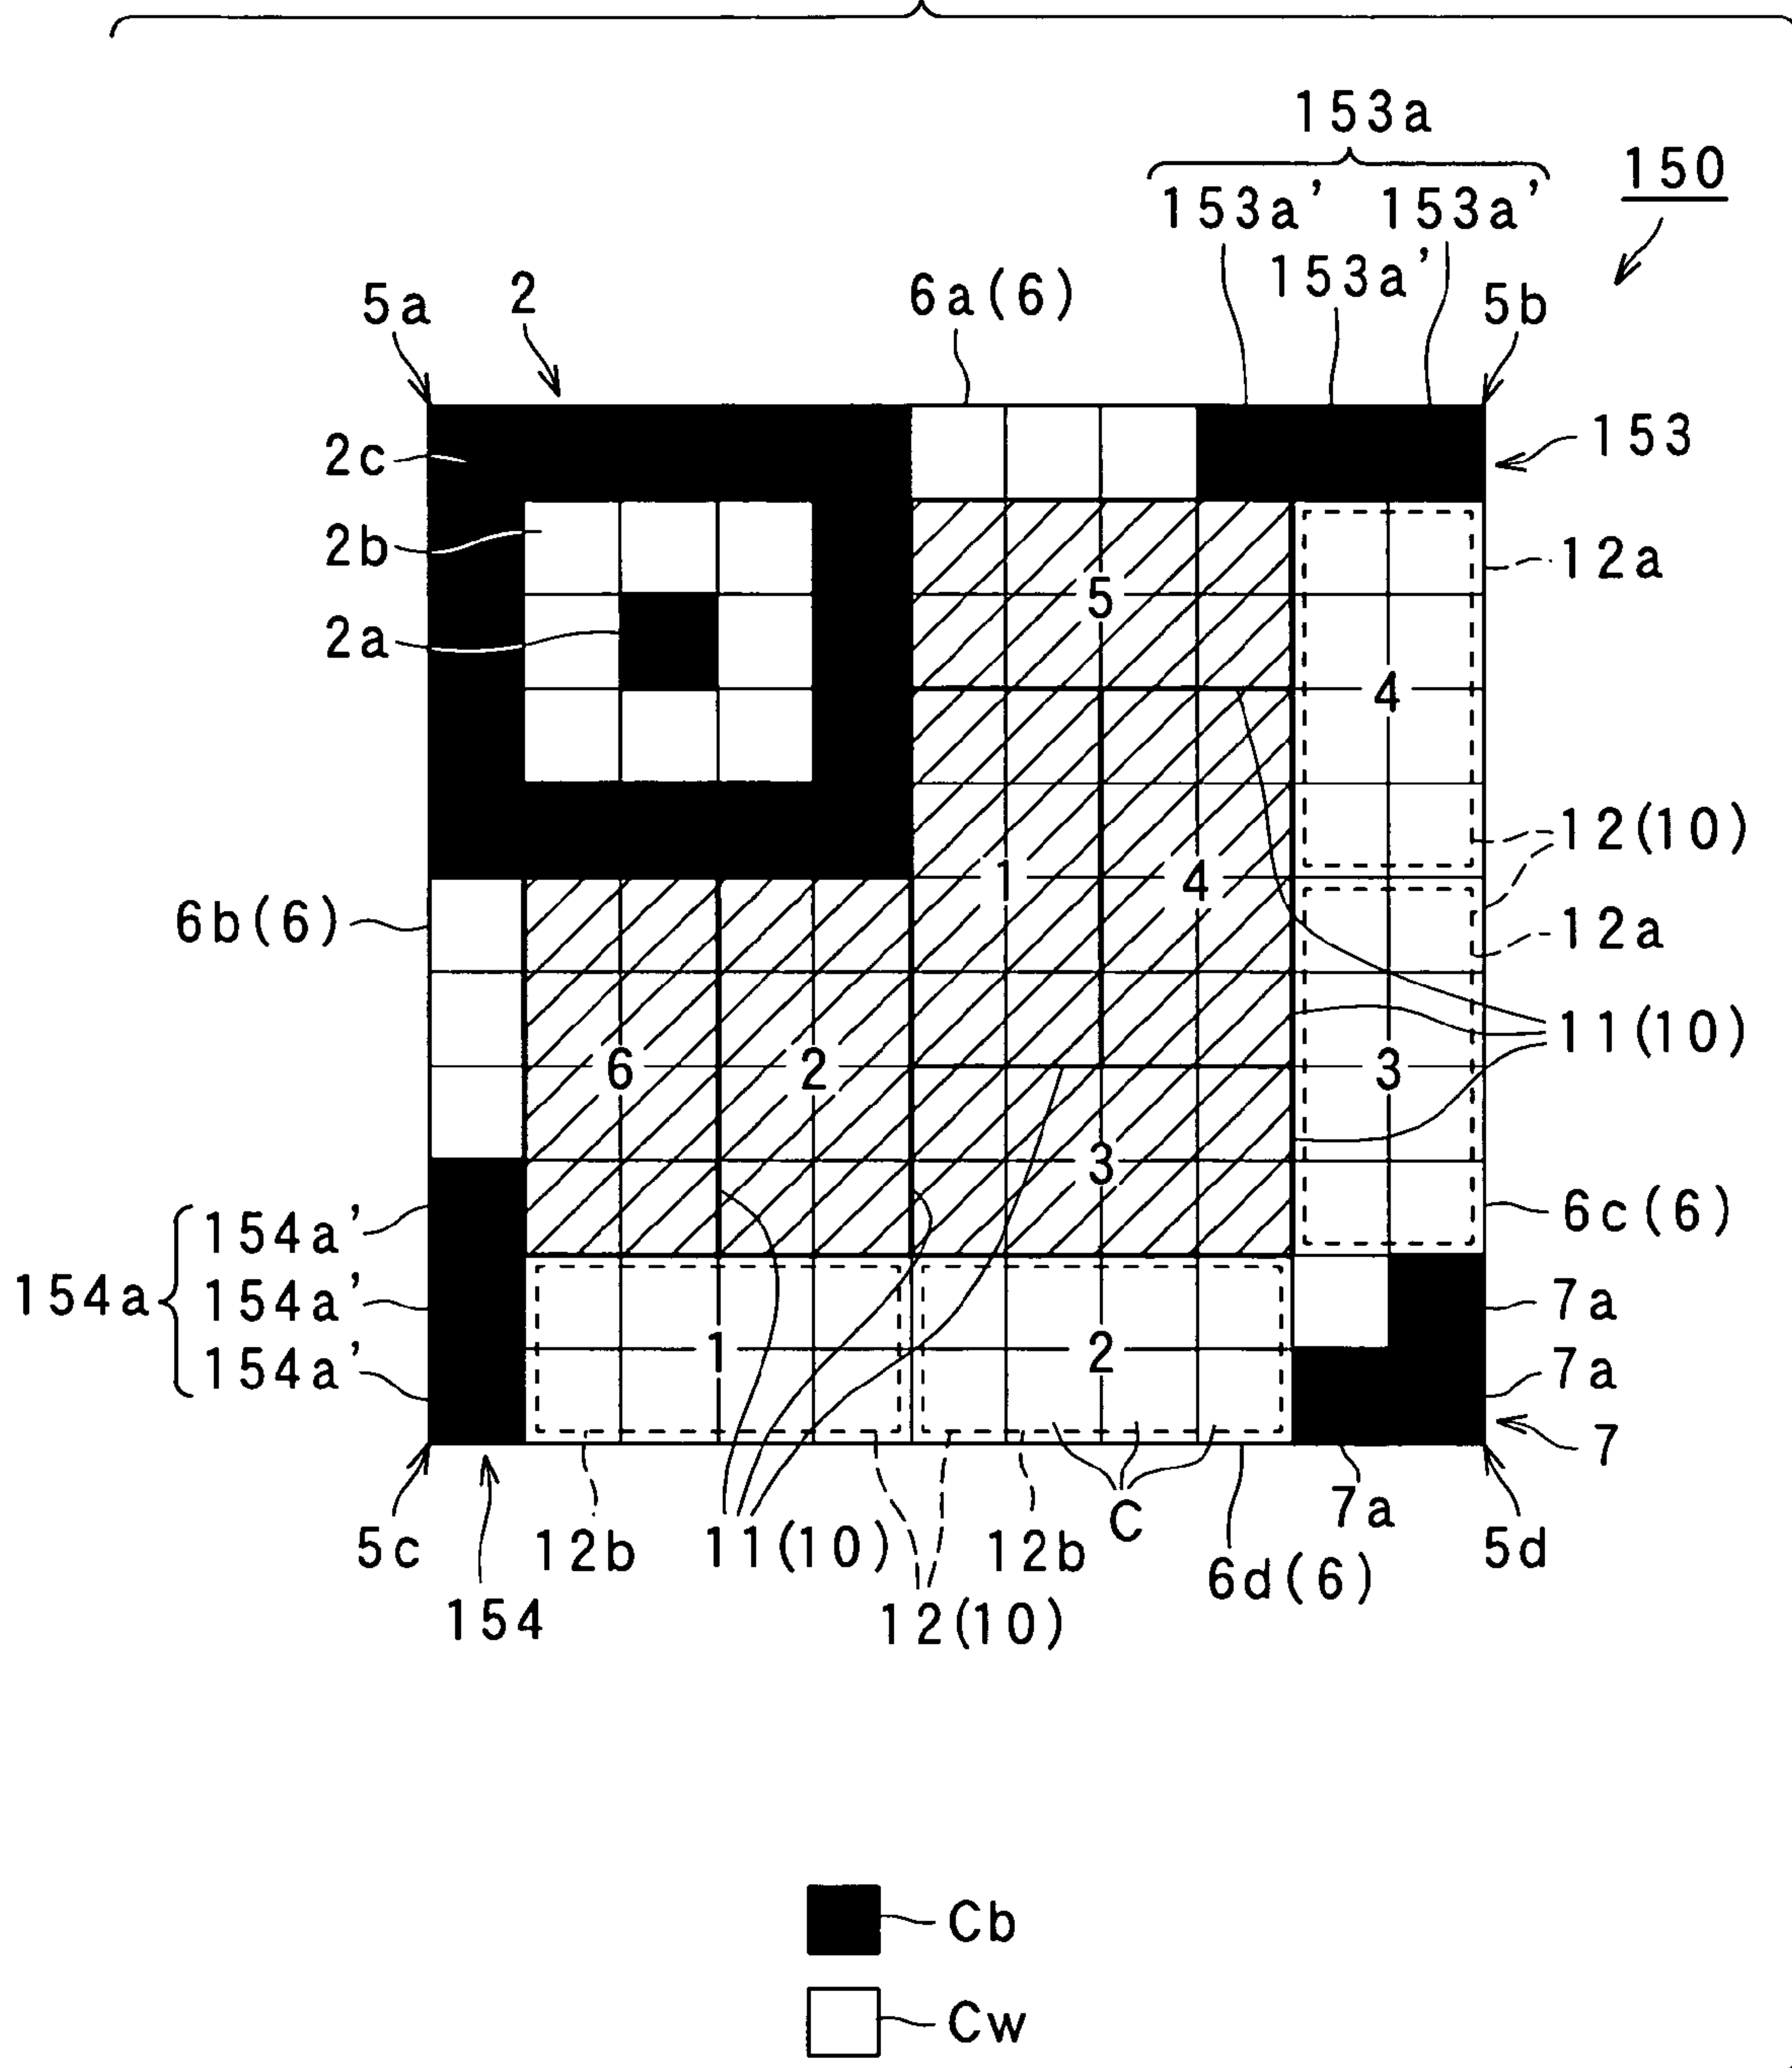 153a
150
153a' 153a'
153a'
5a 2 6a(6) 5b
2c 153
2b 12a
5
2a
4
12(10)
1 4
6b(6) 12a
11(10)
6 2 3
3
154a' 6c(6)
154a 154a' 7a
1 2
154a' 7a
7
C 7a
5c 12b 11(10) 12b 5d
6d(6)
154 12(10)
Cb
Cw